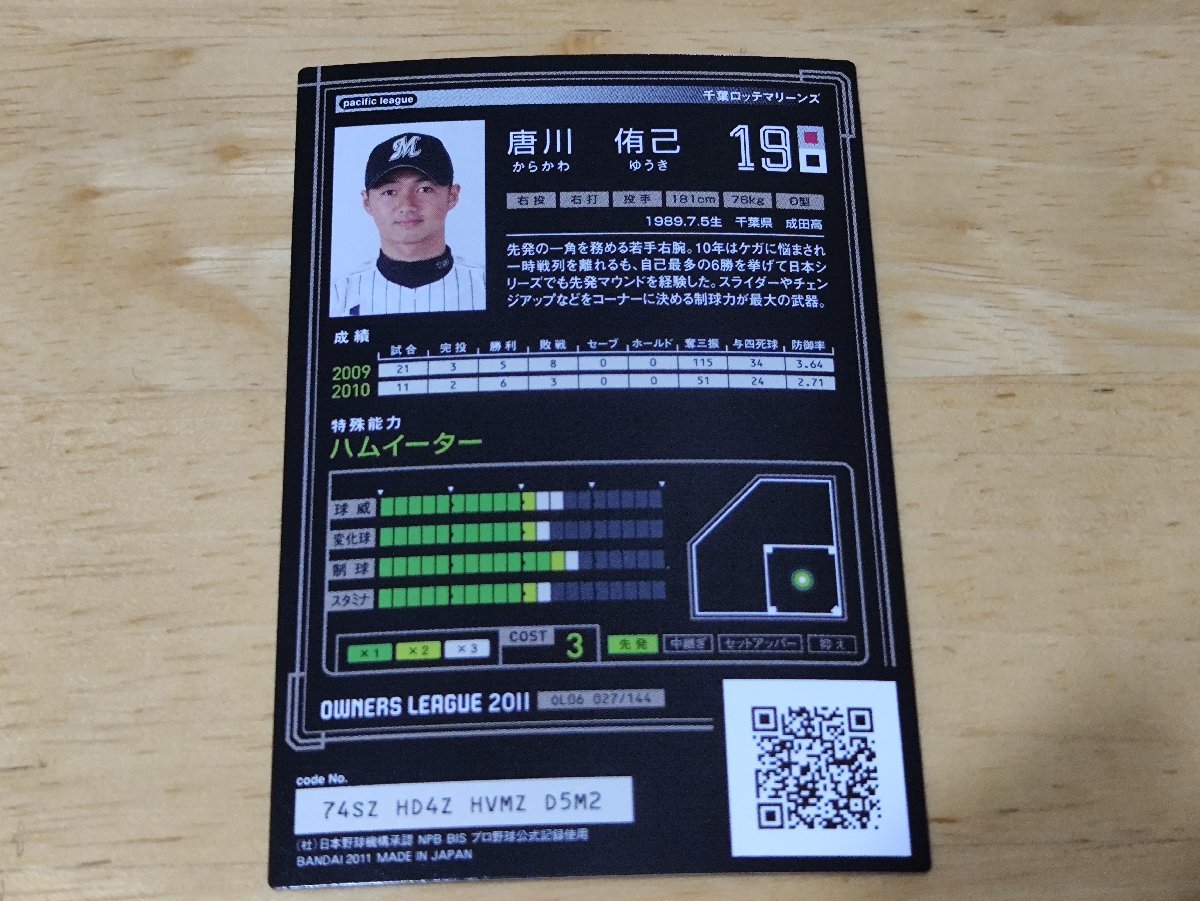 pacific league 千葉ロッテマリーンズ
M
唐川 侑己 19
からかわ ゆうき
右投 右打 投手 181cm 76kg O型
1989.7.5生 千葉県 成田高
先発の一角を務める若手右腕。10年はケガに悩まされ
一時戦列を離れるも、自己最多の6勝を挙げて日本シ
リーズでも先発マウンドを経験した。スライダーやチェン
ジアップなどをコーナーに決める制球力が最大の武器。
成績 試合 完投 勝利 敗戦 セーブ ホールド 奪三振 与四死球 防御率
2009 21 3 5 8 0 0 115 34 3.64
2010 11 2 6 3 0 0 51 24 2.71
特殊能力
ハムイーター
球威
変化球
制球
スタミナ
×1 ×2 ×3 COST 3 先発 中継ぎ セットアッパー 抑え
OWNERS LEAGUE 2011 OL06 027/144
code No.
74SZ HD4Z HVMZ D5M2
(社)日本野球機構承認 NPB BIS プロ野球公式記録使用
BANDAI 2011 MADE IN JAPAN